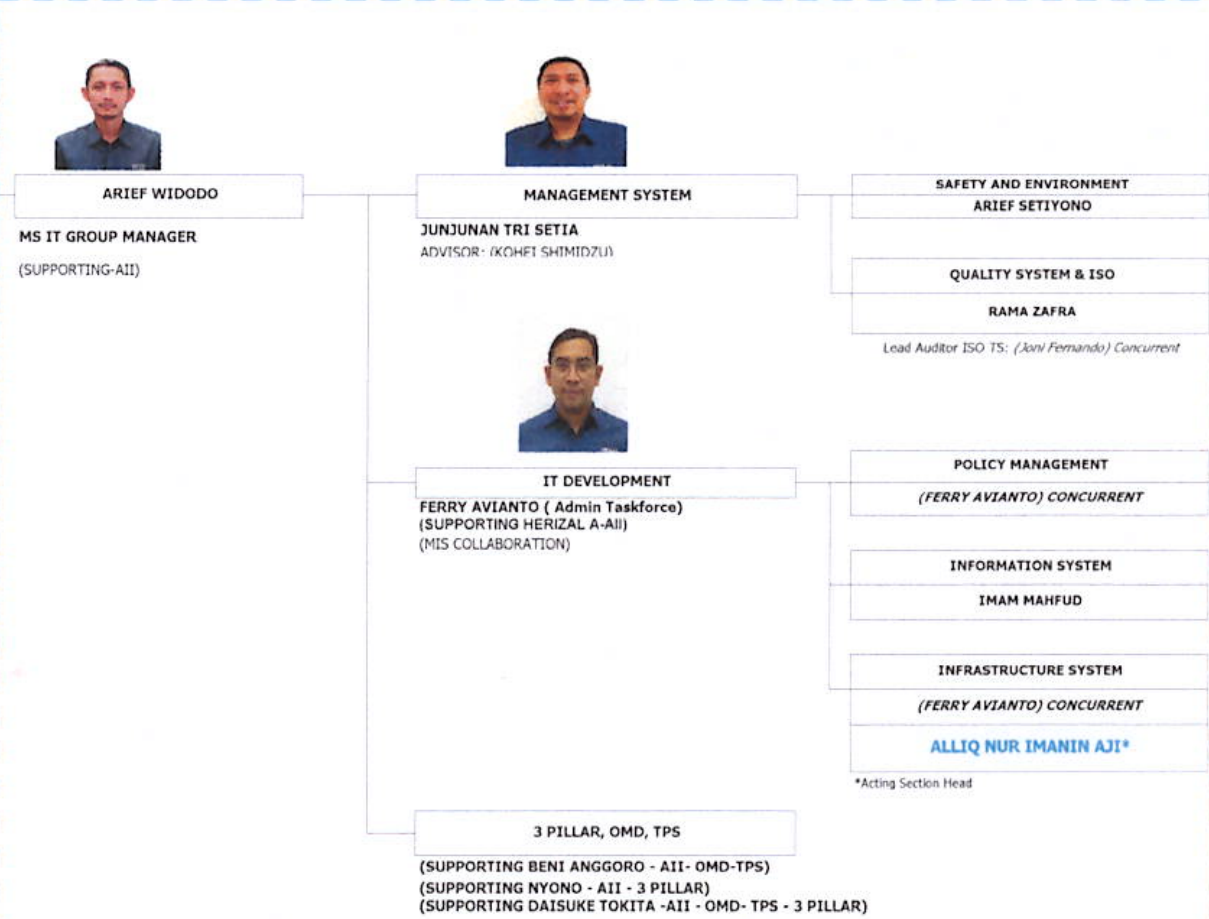 ARIEF WIDODO
MS IT GROUP MANAGER
(SUPPORTING-AII)
MANAGEMENT SYSTEM
JUNJUNAN TRI SETIA
ADVISOR: (KOHEI SHIMIDZU)
SAFETY AND ENVIRONMENT
ARIEF SETIYONO
QUALITY SYSTEM & ISO
RAMA ZAFRA
Lead Auditor ISO TS: (Joni Fernando) Concurrent
IT DEVELOPMENT
FERRY AVIANTO ( Admin Taskforce)
(SUPPORTING HERIZAL A-AII)
(MIS COLLABORATION)
POLICY MANAGEMENT
(FERRY AVIANTO) CONCURRENT
INFORMATION SYSTEM
IMAM MAHFUD
INFRASTRUCTURE SYSTEM
(FERRY AVIANTO) CONCURRENT
ALLIQ NUR IMANIN AJI*
*Acting Section Head
3 PILLAR, OMD, TPS
(SUPPORTING BENI ANGGORO - AII- OMD-TPS)
(SUPPORTING NYONO - AII - 3 PILLAR)
(SUPPORTING DAISUKE TOKITA -AII - OMD- TPS - 3 PILLAR)